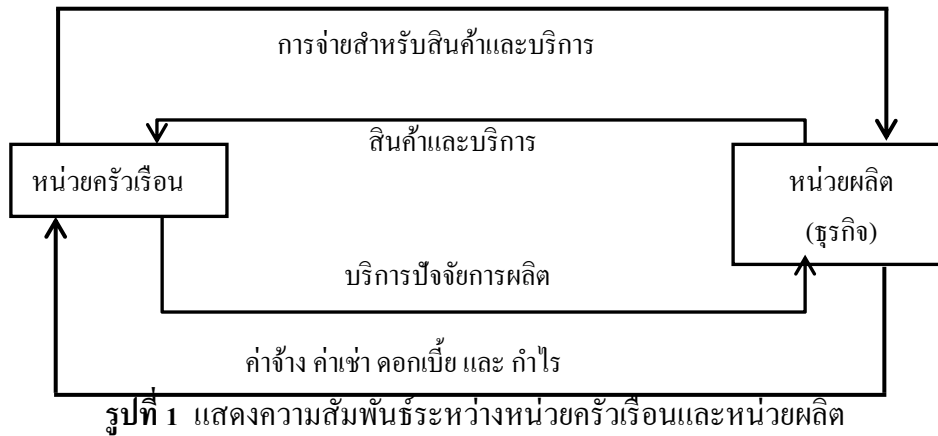 การจ่ายสำหรับสินค้าและบริการ
สินค้าและบริการ
หน่วยครัวเรือน
หน่วยผลิต
(ธุรกิจ)
บริการปัจจัยการผลิต
ค่าจ้าง ค่าเช่า ดอกเบี้ย และ กำไร
รูปที่ 1 แสดงความสัมพันธ์ระหว่างหน่วยครัวเรือนและหน่วยผลิต